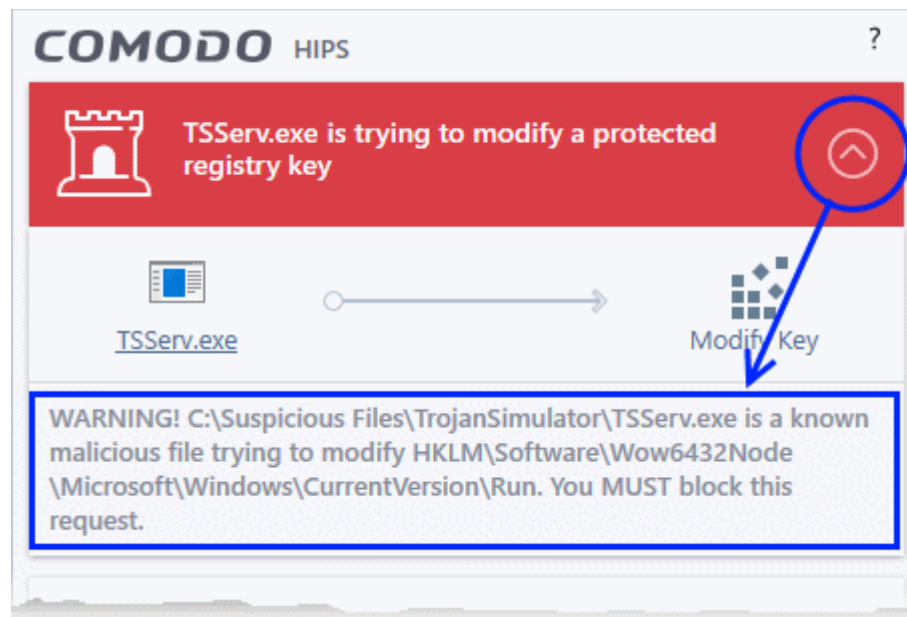 COMODO HIPS ?
TSServ.exe is trying to modify a protected
registry key
TSServ.exe Modify Key
WARNING! C:\Suspicious Files\TrojanSimulator\TSServ.exe is a known
malicious file trying to modify HKLM\Software\Wow6432Node
\Microsoft\Windows\CurrentVersion\Run. You MUST block this
request.